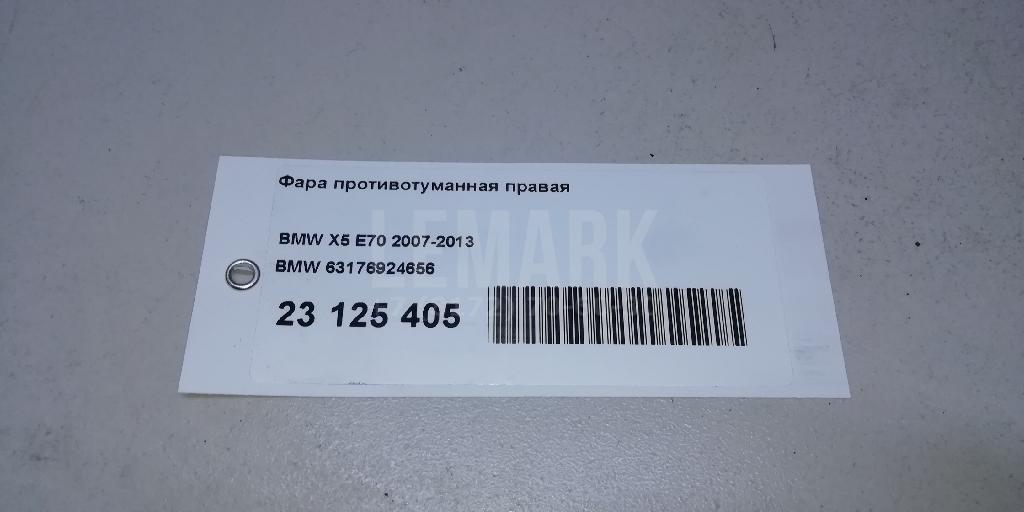 Фара противотуманная правая
BMW X5 E70 2007-2013
BMW 63176924656
23 125 405
LEMARK